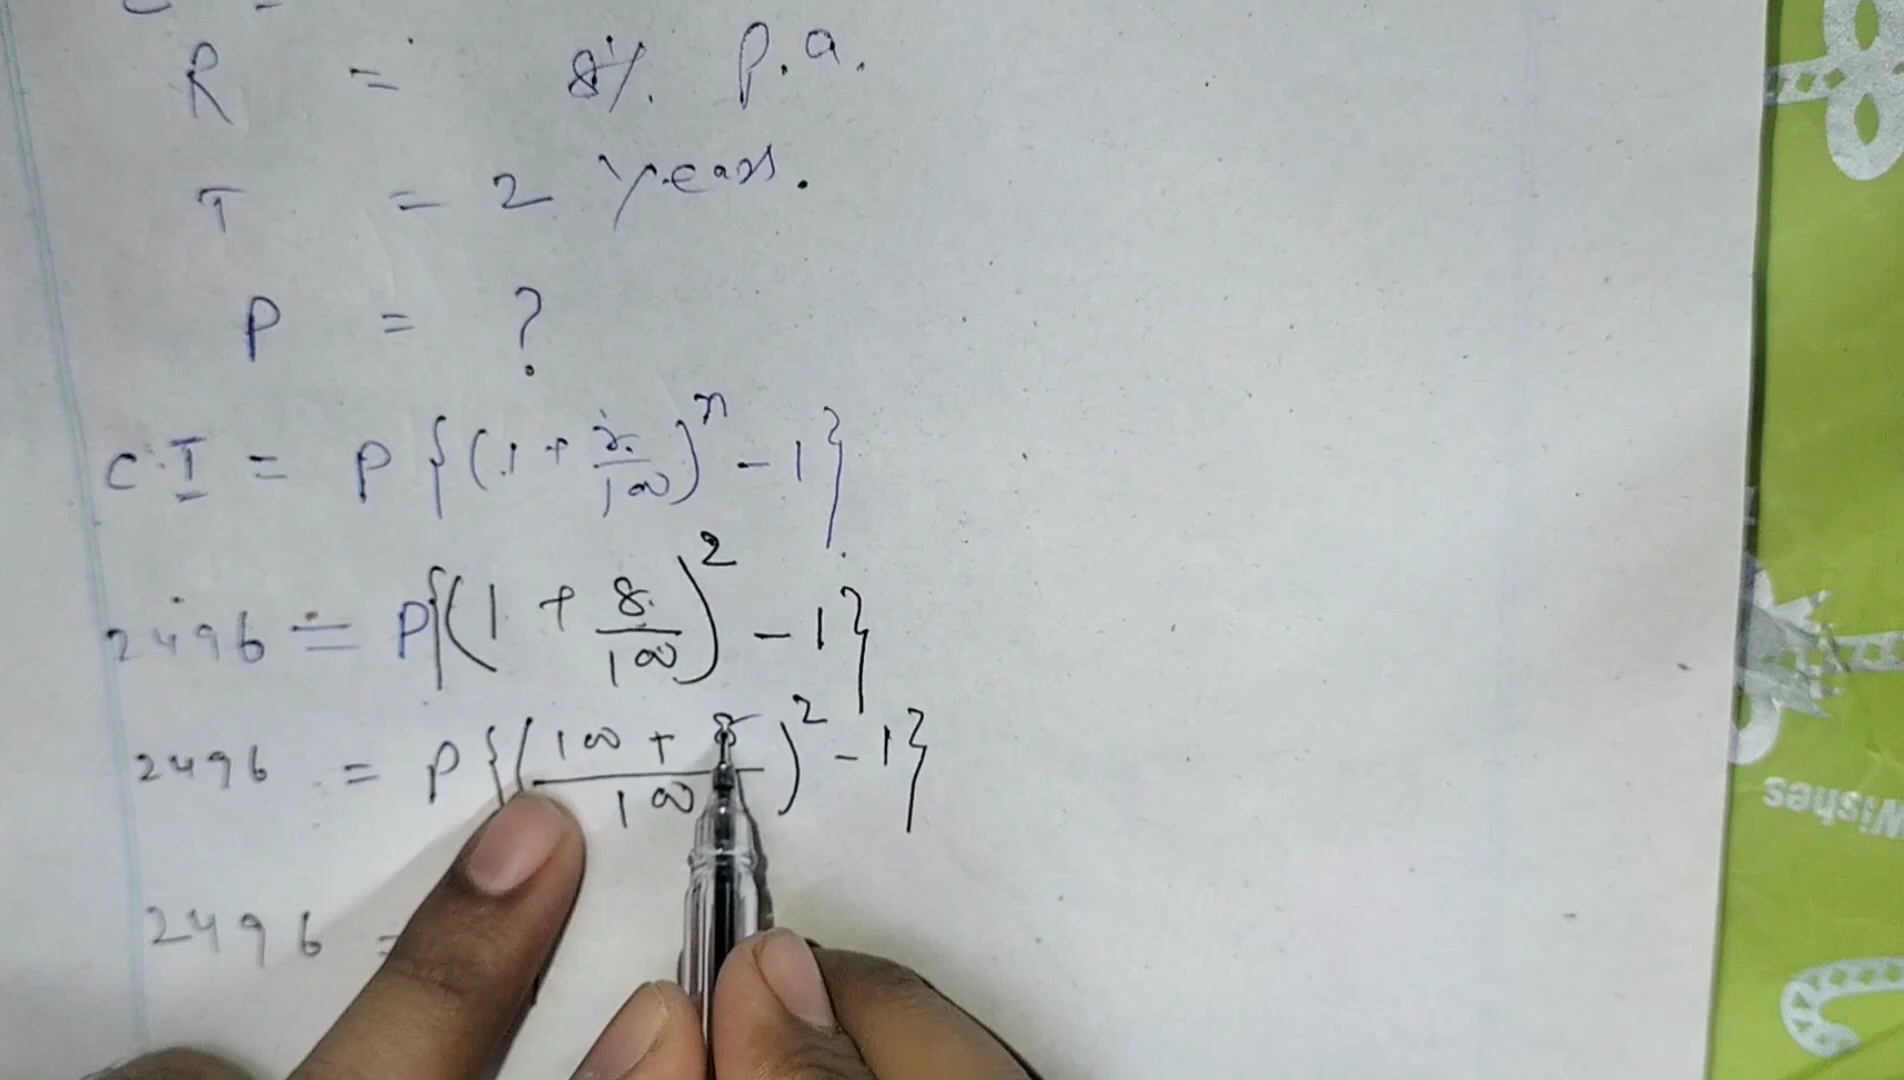 R = 8% P.a.
T = 2 years.
P = ?
C.I = P{(1 + r/100)^n - 1}
2496 = P{(1 + 8/100)^2 - 1}
2496 = P{(100 + 8/100)^2 - 1}
2496 =
wishes